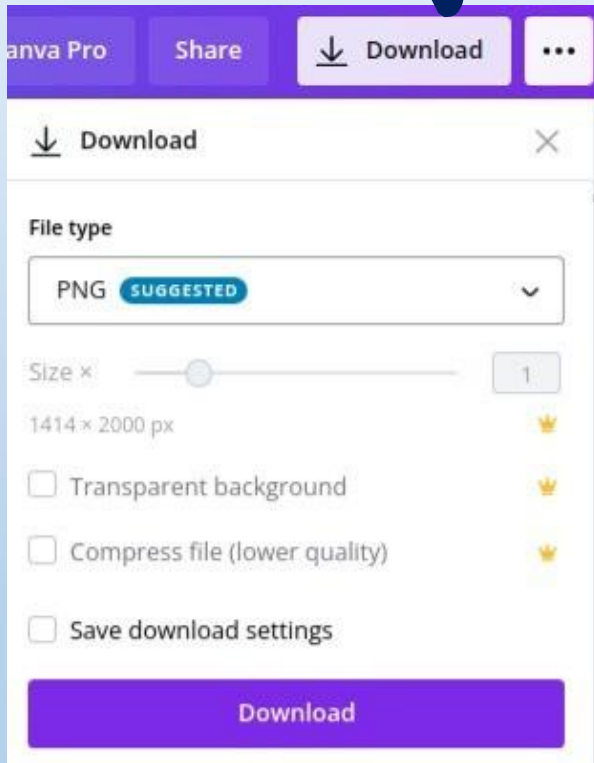 anva Pro Share Download •••
Download ×
File type
PNG SUGGESTED
Size × 1
1414 × 2000 px
Transparent background
Compress file (lower quality)
Save download settings
Download